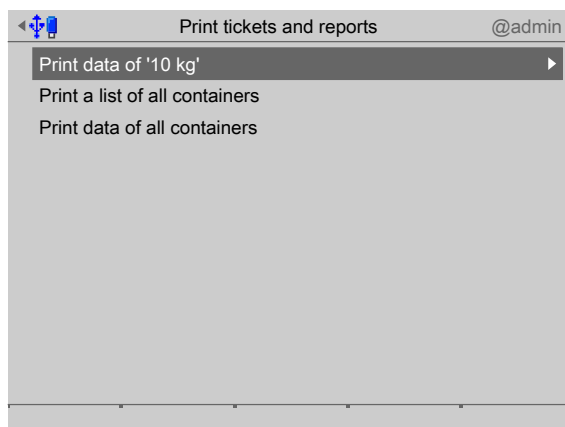 Print tickets and reports @admin
Print data of '10 kg'
Print a list of all containers
Print data of all containers